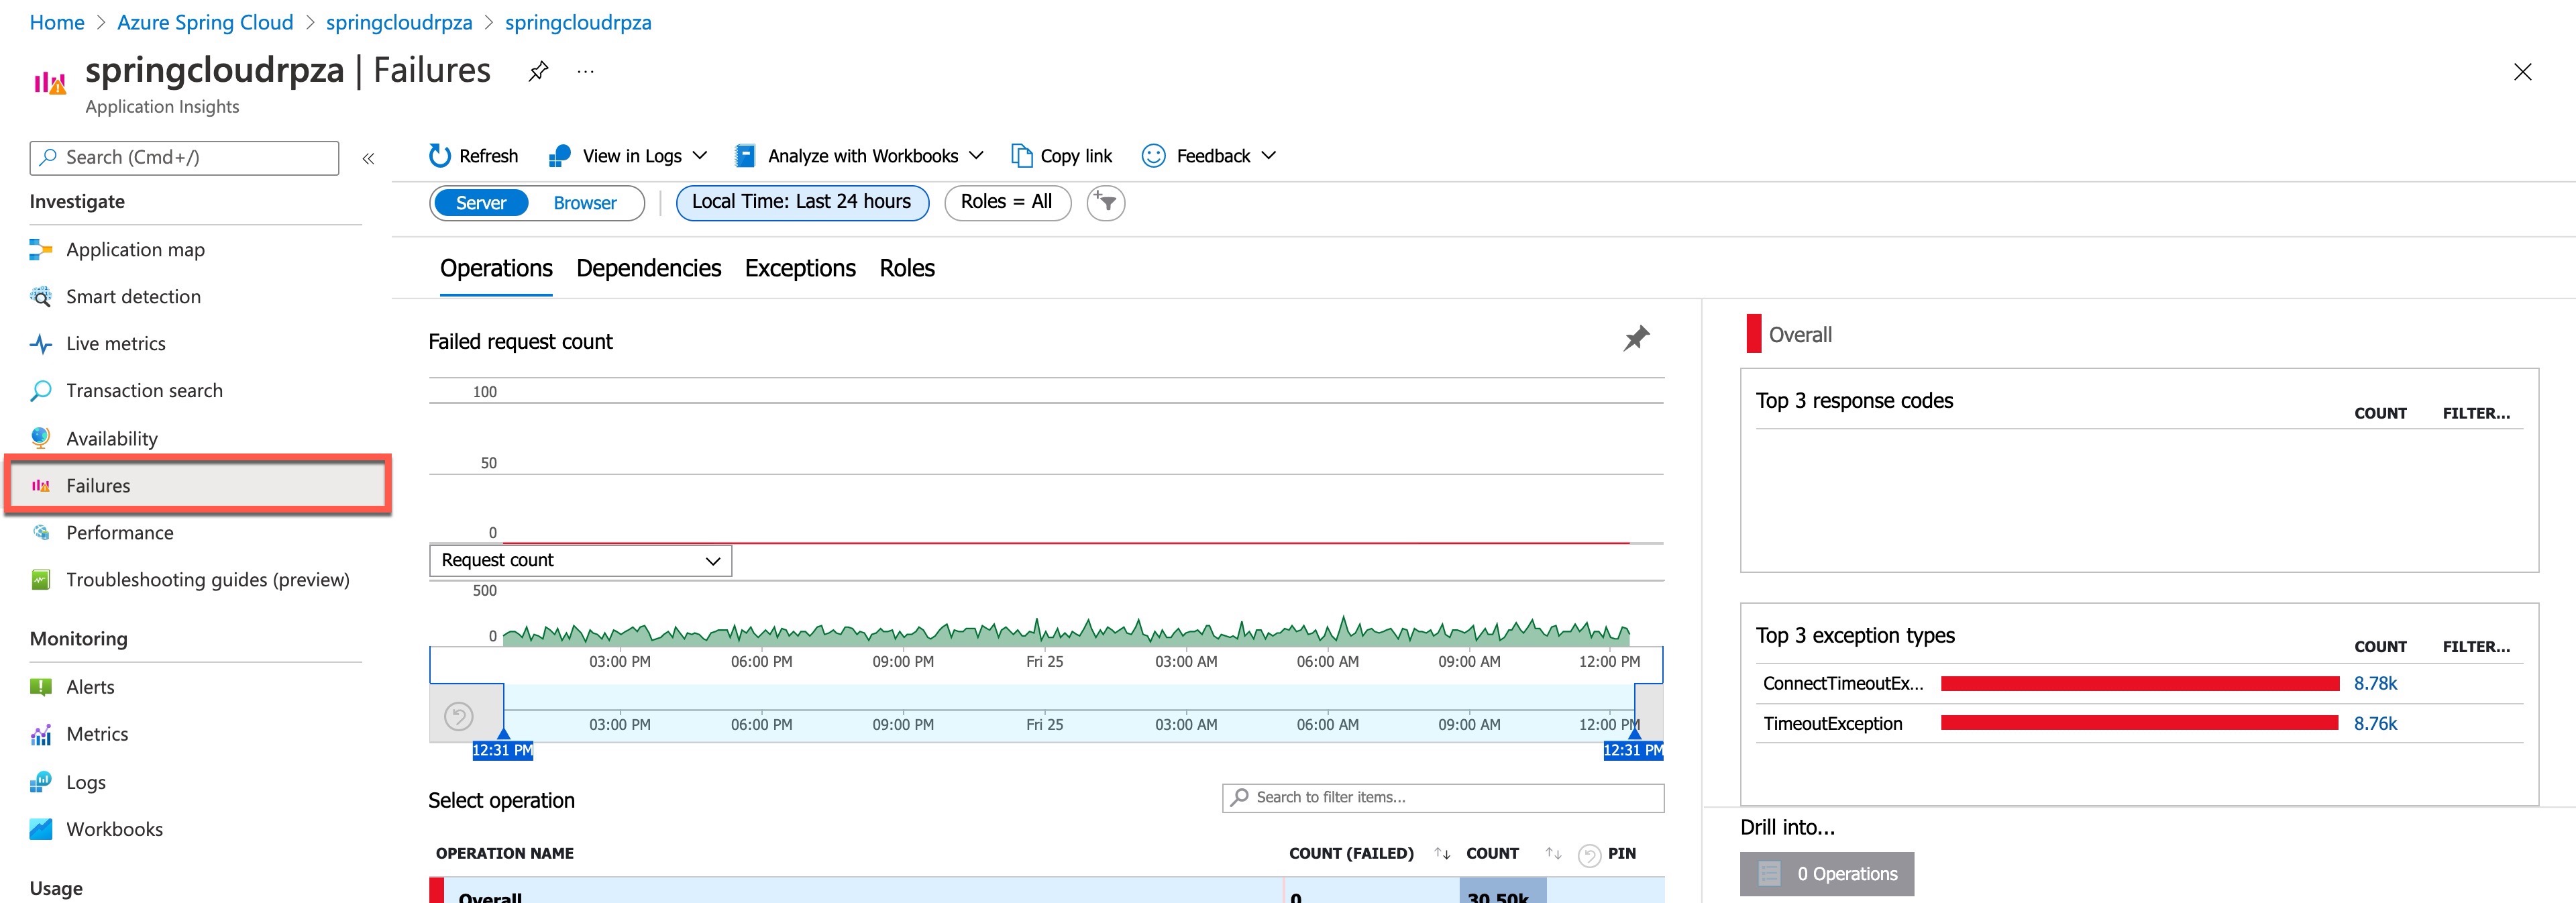 Home > Azure Spring Cloud > springcloudrpza > springcloudrpza
springcloudrpza | Failures ...
Application Insights
Search (Cmd+/)
«
Investigate
Application map
Smart detection
Live metrics
Transaction search
Availability
Failures
Performance
Troubleshooting guides (preview)
Monitoring
Alerts
Metrics
Logs
Workbooks
Usage
Refresh View in Logs Analyze with Workbooks Copy link Feedback
Server Browser Local Time: Last 24 hours Roles = All
Operations Dependencies Exceptions Roles
Failed request count
100
50
0
Request count
500
0
03:00 PM 06:00 PM 09:00 PM Fri 25 03:00 AM 06:00 AM 09:00 AM 12:00 PM
03:00 PM 06:00 PM 09:00 PM Fri 25 03:00 AM 06:00 AM 09:00 AM 12:00 PM
12:31 PM 12:31 PM
Select operation
Search to filter items...
OPERATION NAME COUNT (FAILED) ↑↓ COUNT ↑↓ PIN
Overall 0 30.50k
Overall
Top 3 response codes
COUNT FILTER...
Top 3 exception types
COUNT FILTER...
ConnectTimeoutEx... 8.78k
TimeoutException 8.76k
Drill into...
0 Operations